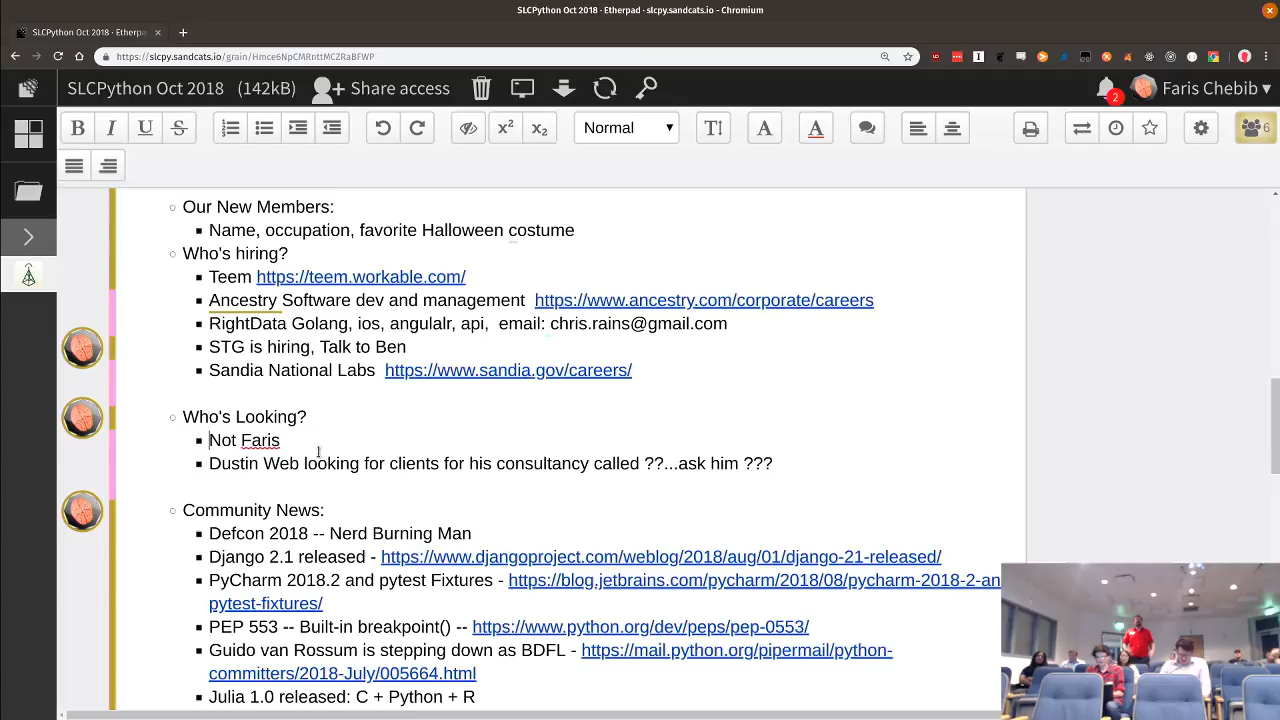 SLCPython Oct 2018 · Etherpad - slcpy.sandcats.io - Chromium
SLCPython Oct 2018 · Etherpa
https://slcpy.sandcats.io/grain/Hmce6NpCMRnttMCZRaBFWP
SLCPython Oct 2018 (142kB) Share access 2 Faris Chebib
Normal 6
Our New Members:
Name, occupation, favorite Halloween costume
Who's hiring?
Teem https://teem.workable.com/
Ancestry Software dev and management https://www.ancestry.com/corporate/careers
RightData Golang, ios, angulalr, api, email: chris.rains@gmail.com
STG is hiring, Talk to Ben
Sandia National Labs https://www.sandia.gov/careers/
Who's Looking?
Not Faris
Dustin Web looking for clients for his consultancy called ??...ask him ???
Community News:
Defcon 2018 -- Nerd Burning Man
Django 2.1 released - https://www.djangoproject.com/weblog/2018/aug/01/django-21-released/
PyCharm 2018.2 and pytest Fixtures - https://blog.jetbrains.com/pycharm/2018/08/pycharm-2018-2-an
pytest-fixtures/
PEP 553 -- Built-in breakpoint() -- https://www.python.org/dev/peps/pep-0553/
Guido van Rossum is stepping down as BDFL - https://mail.python.org/pipermail/python-
committers/2018-July/005664.html
Julia 1.0 released: C + Python + R